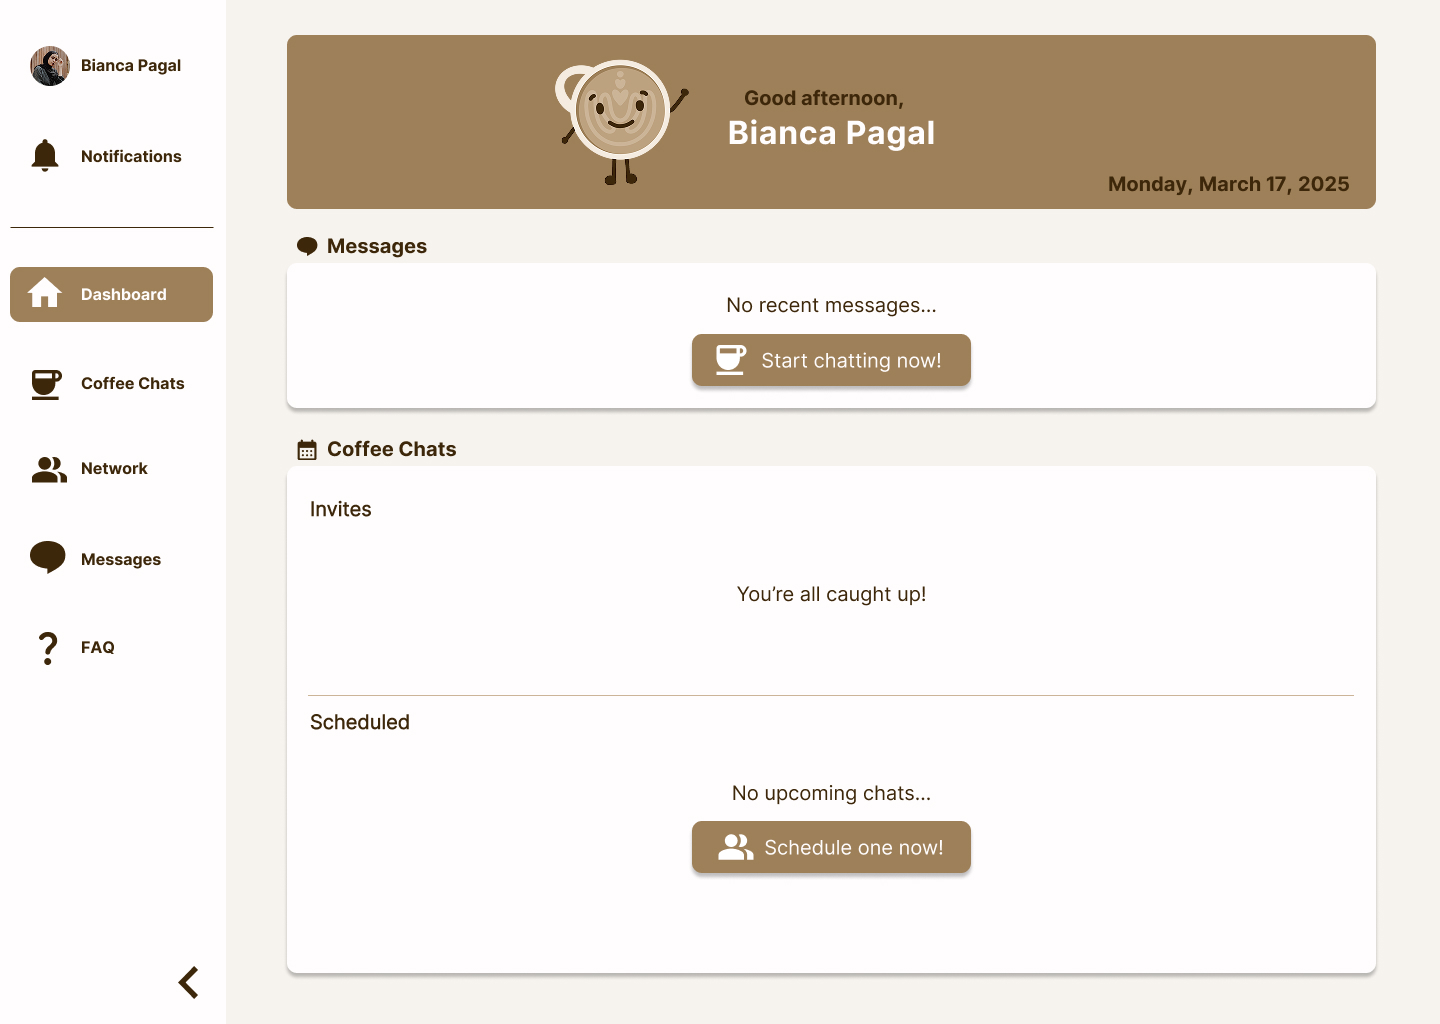 Bianca Pagal
Notifications
Dashboard
Coffee Chats
Network
Messages
FAQ
Good afternoon,
Bianca Pagal
Monday, March 17, 2025
Messages
No recent messages...
Start chatting now!
Coffee Chats
Invites
You’re all caught up!
Scheduled
No upcoming chats...
Schedule one now!